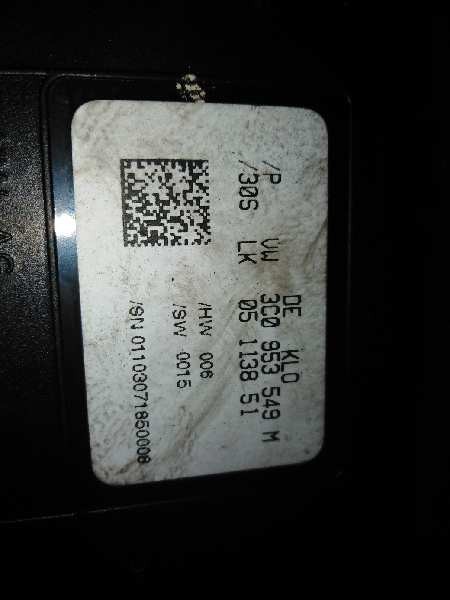 DE KLO
/P VW 3C0 953 549 M
/30S LK 05 1138 51
/HW 006
/SW 0015
/SN 01103071850008